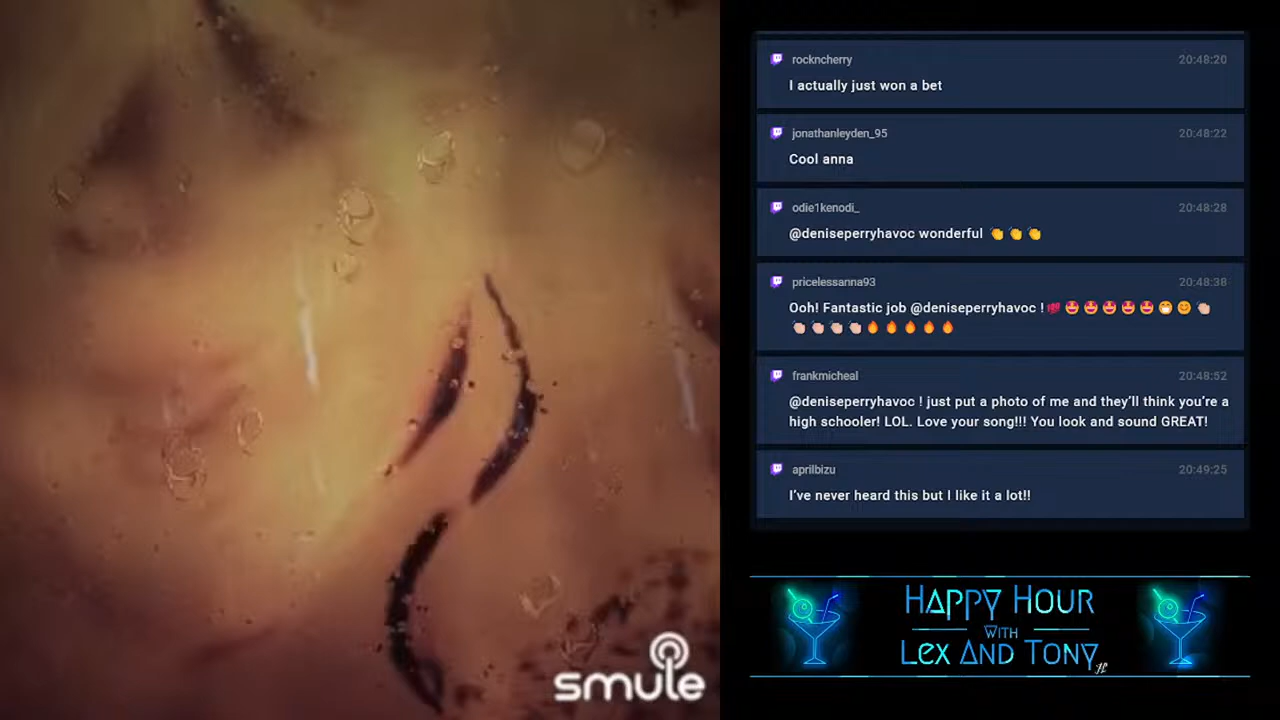 rockncherry 20:48:20
I actually just won a bet
jonathanleyden_95 20:48:22
Cool anna
odie1kenodi_ 20:48:28
@deniseperryhavoc wonderful 👏 👏 👏
pricelessanna93 20:48:38
Ooh! Fantastic job @deniseperryhavoc !💯🤩🤩🤩🤩🤩😁😊👏🏻
👏🏻👏🏻👏🏻👏🏻🔥🔥🔥🔥🔥
frankmicheal 20:48:52
@deniseperryhavoc ! just put a photo of me and they'll think you're a
high schooler! LOL. Love your song!!! You look and sound GREAT!
aprilbizu 20:49:25
I've never heard this but I like it a lot!!
HAPPY HOUR
WITH
LEX AND TONY
smule